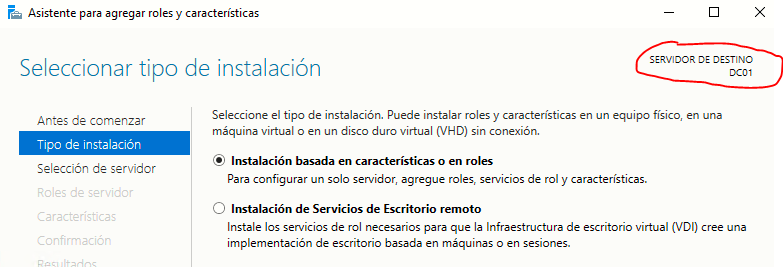 Asistente para agregar roles y características
Seleccionar tipo de instalación
SERVIDOR DE DESTINO
DC01
Antes de comenzar
Tipo de instalación
Selección de servidor
Roles de servidor
Características
Confirmación
Resultados
Seleccione el tipo de instalación. Puede instalar roles y características en un equipo físico, en una
máquina virtual o en un disco duro virtual (VHD) sin conexión.
Instalación basada en características o en roles
Para configurar un solo servidor, agregue roles, servicios de rol y características.
Instalación de Servicios de Escritorio remoto
Instale los servicios de rol necesarios para que la Infraestructura de escritorio virtual (VDI) cree una
implementación de escritorio basada en máquinas o en sesiones.